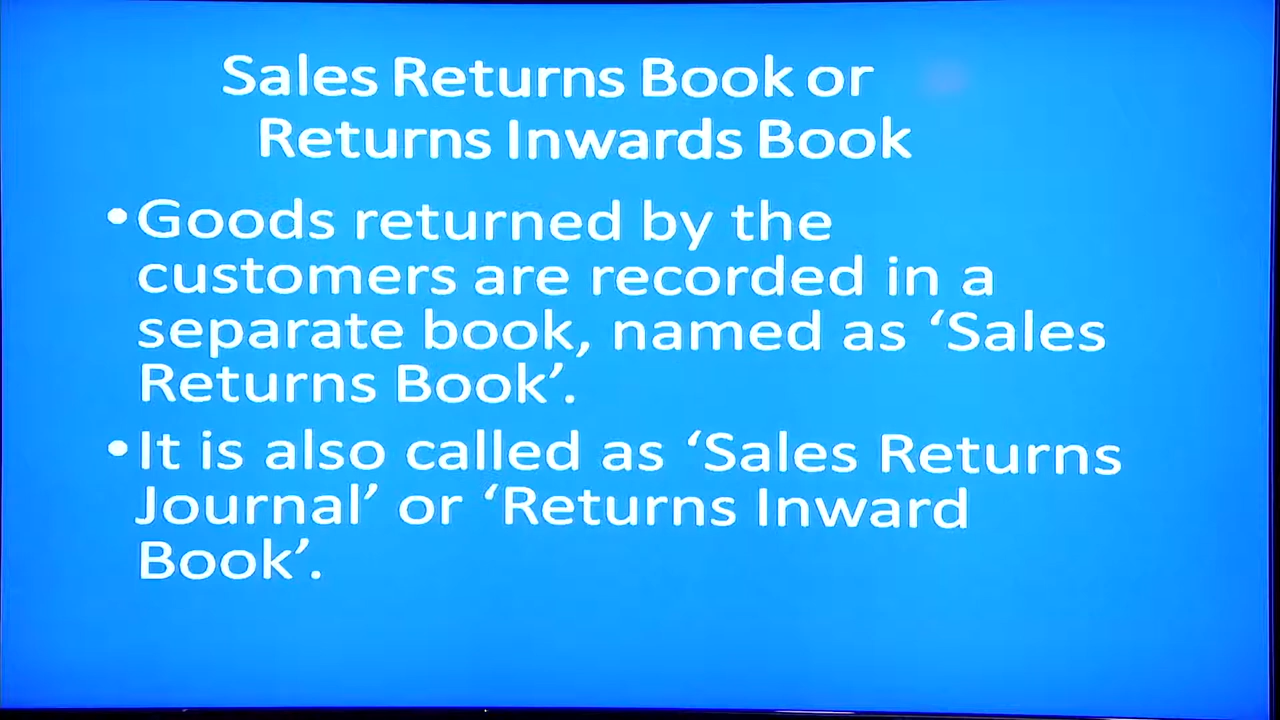 Sales Returns Book or
Returns Inwards Book
•Goods returned by the
customers are recorded in a
separate book, named as ‘Sales
Returns Book’.
•It is also called as ‘Sales Returns
Journal’ or ‘Returns Inward
Book’.